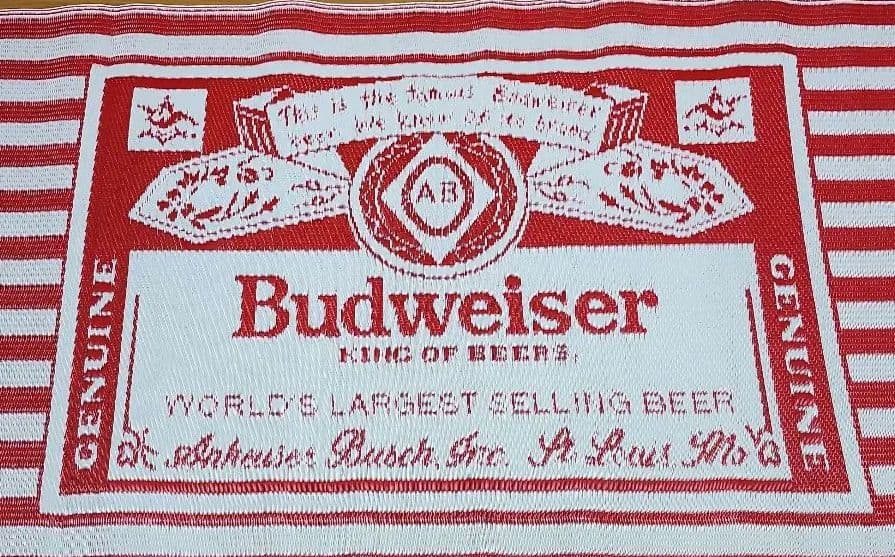 This is the famous Budweiser
beer. We know of no brand
AB
GENUINE
Budweiser
KING OF BEERS.
WORLD'S LARGEST SELLING BEER
Anheuser Busch, Inc. St. Louis, Mo
GENUINE